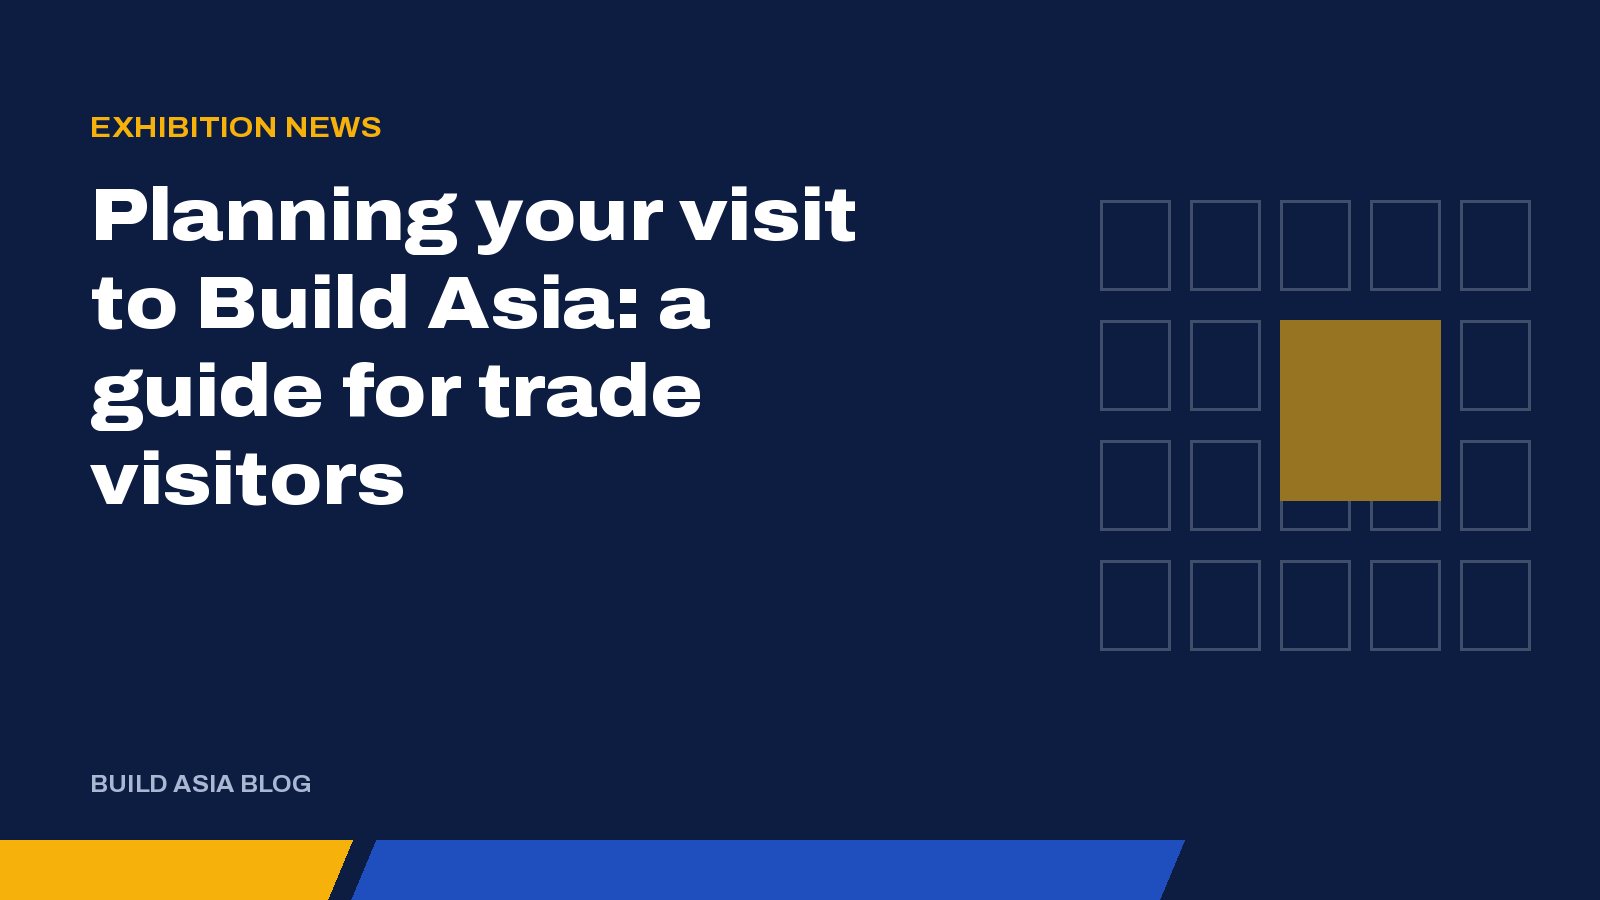 EXHIBITION NEWS
Planning your visit
to Build Asia: a
guide for trade
visitors
BUILD ASIA BLOG